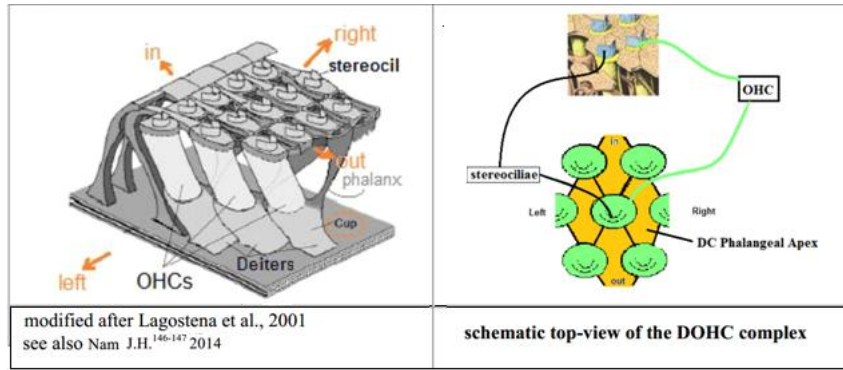 in
right
stereocil
out
phalanx
Cup
Deiters
OHCs
left
modified after Lagostena et al., 2001
see also Nam J.H.146-147 2014
OHC
stereociliae
in
Left
Right
DC Phalangeal Apex
out
schematic top-view of the DOHC complex